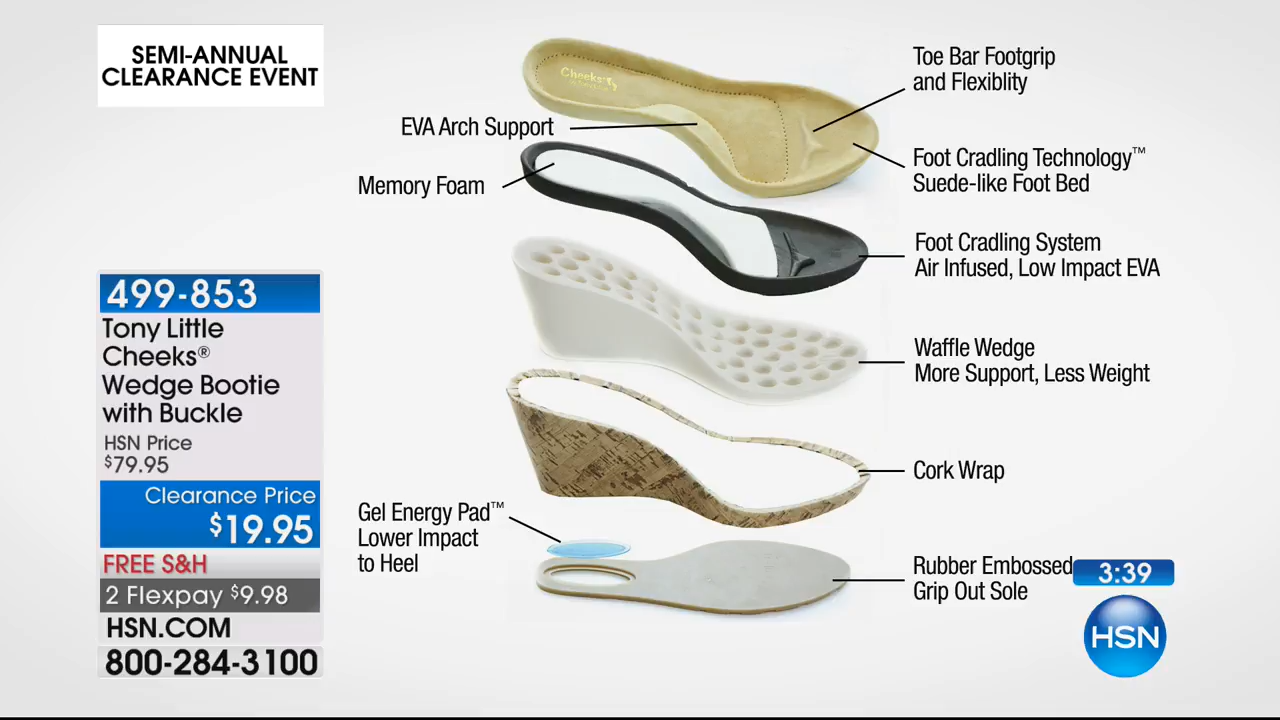 SEMI-ANNUAL
CLEARANCE EVENT
499-853
Tony Little
Cheeks®
Wedge Bootie
with Buckle
HSN Price
$79.95
Clearance Price
$19.95
FREE S&H
2 Flexpay $9.98
HSN.COM
800-284-3100
Cheeks
EVA Arch Support
Memory Foam
Gel Energy Pad™
Lower Impact
to Heel
Toe Bar Footgrip
and Flexiblity
Foot Cradling Technology™
Suede-like Foot Bed
Foot Cradling System
Air Infused, Low Impact EVA
Waffle Wedge
More Support, Less Weight
Cork Wrap
Rubber Embossed
Grip Out Sole
3:39
HSN